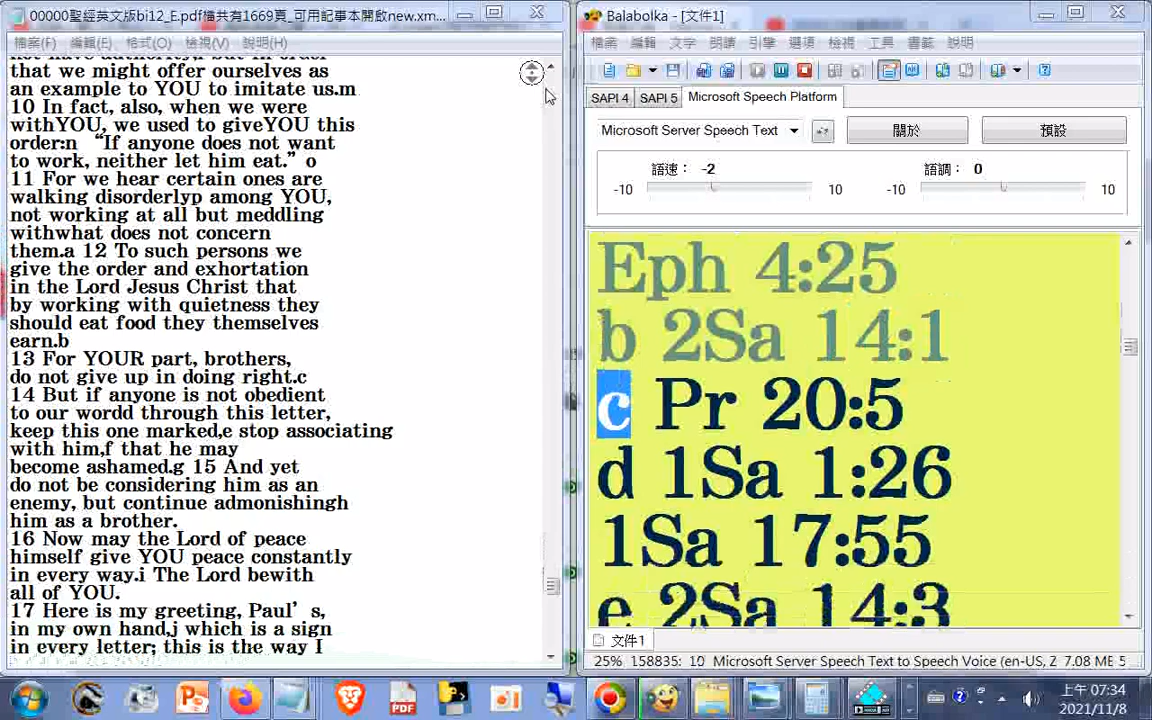 00000聖經英文版bi12_E.pdf檔共有1669頁_可用記事本開啟new.xm...
檔案(F) 編輯(E) 格式(O) 檢視(V) 說明(H)
not have authority,l but in order
that we might offer ourselves as
an example to YOU to imitate us.m
10 In fact, also, when we were
withYOU, we used to giveYOU this
order:n “If anyone does not want
to work, neither let him eat.” o
11 For we hear certain ones are
walking disorderlyp among YOU,
not working at all but meddling
withwhat does not concern
them.a 12 To such persons we
give the order and exhortation
in the Lord Jesus Christ that
by working with quietness they
should eat food they themselves
earn.b
13 For YOUR part, brothers,
do not give up in doing right.c
14 But if anyone is not obedient
to our wordd through this letter,
keep this one marked,e stop associating
with him,f that he may
become ashamed.g 15 And yet
do not be considering him as an
enemy, but continue admonishingh
him as a brother.
16 Now may the Lord of peace
himself give YOU peace constantly
in every way.i The Lord bewith
all of YOU.
17 Here is my greeting, Paul’ s,
in my own hand,j which is a sign
in every letter; this is the way I
Balabolka - [文件1]
檔案 編輯 文字 朗讀 引擎 選項 檢視 工具 書籤 說明
SAPI 4 SAPI 5 Microsoft Speech Platform
Microsoft Server Speech Text 關於 預設
語速： -2 語調： 0
-10 10 -10 10
Eph 4:25
b 2Sa 14:1
c Pr 20:5
d 1Sa 1:26
1Sa 17:55
e 2Sa 14:3
文件1
25% 158835: 10 Microsoft Server Speech Text to Speech Voice (en-US, Z 7.08 MB 5
PDF
上午 07:34
2021/11/8